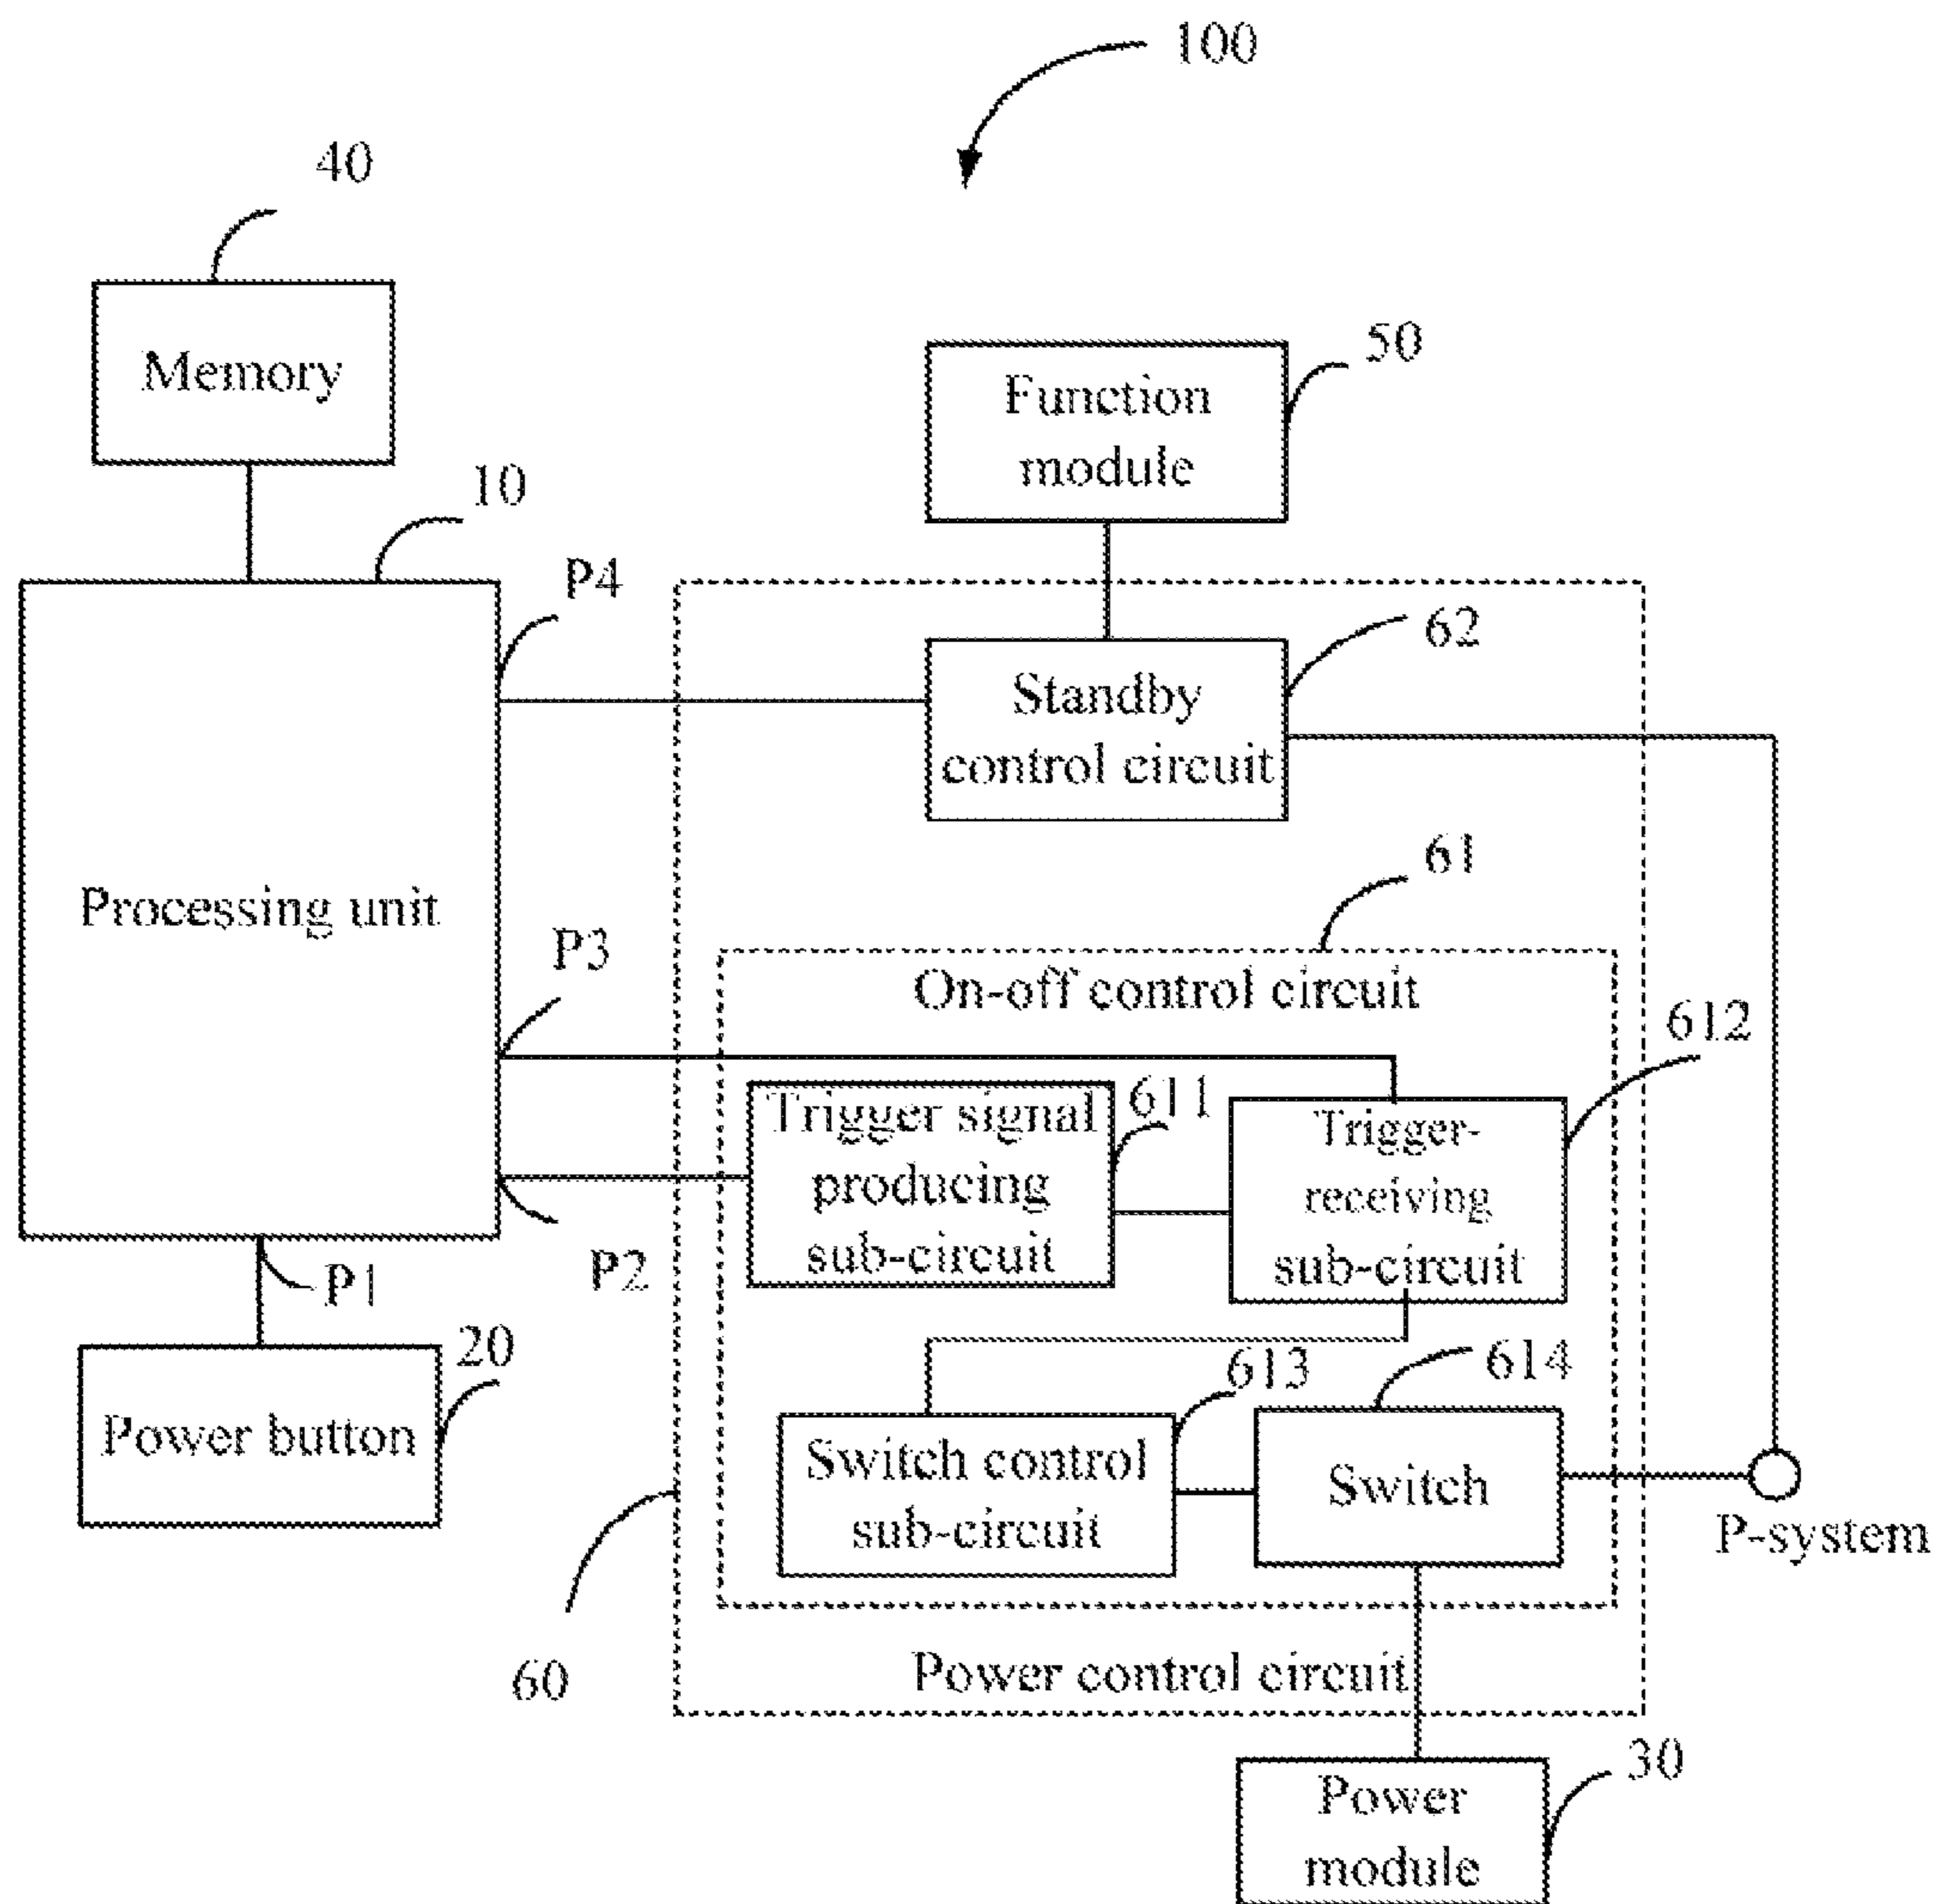 100
40
Memory
50
Function
module
10
P4
62
Standby
control circuit
Processing unit
61
P3
On-off control circuit
612
611
Trigger signal
producing
sub-circuit
Trigger-
receiving
sub-circuit
P2
P1
20
Power button
613
614
Switch control
sub-circuit
Switch
P-system
60
Power control circuit
30
Power
module